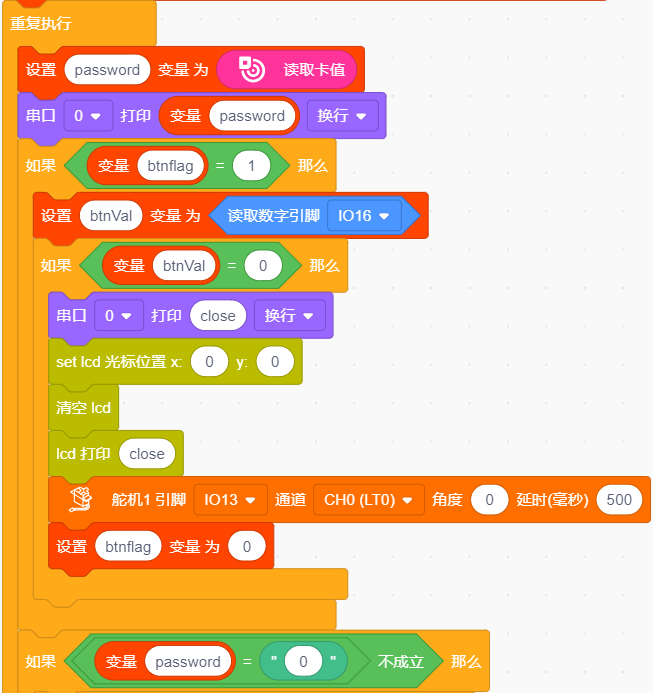 重复执行
设置 password 变量 为 读取卡值
串口 0 打印 变量 password 换行
如果 变量 btnflag = 1 那么
设置 btnVal 变量 为 读取数字引脚 IO16
如果 变量 btnVal = 0 那么
串口 0 打印 close 换行
set lcd 光标位置 x: 0 y: 0
清空 lcd
lcd 打印 close
舵机1 引脚 IO13 通道 CH0 (LT0) 角度 0 延时(毫秒) 500
设置 btnflag 变量 为 0
如果 变量 password = " 0 " 不成立 那么